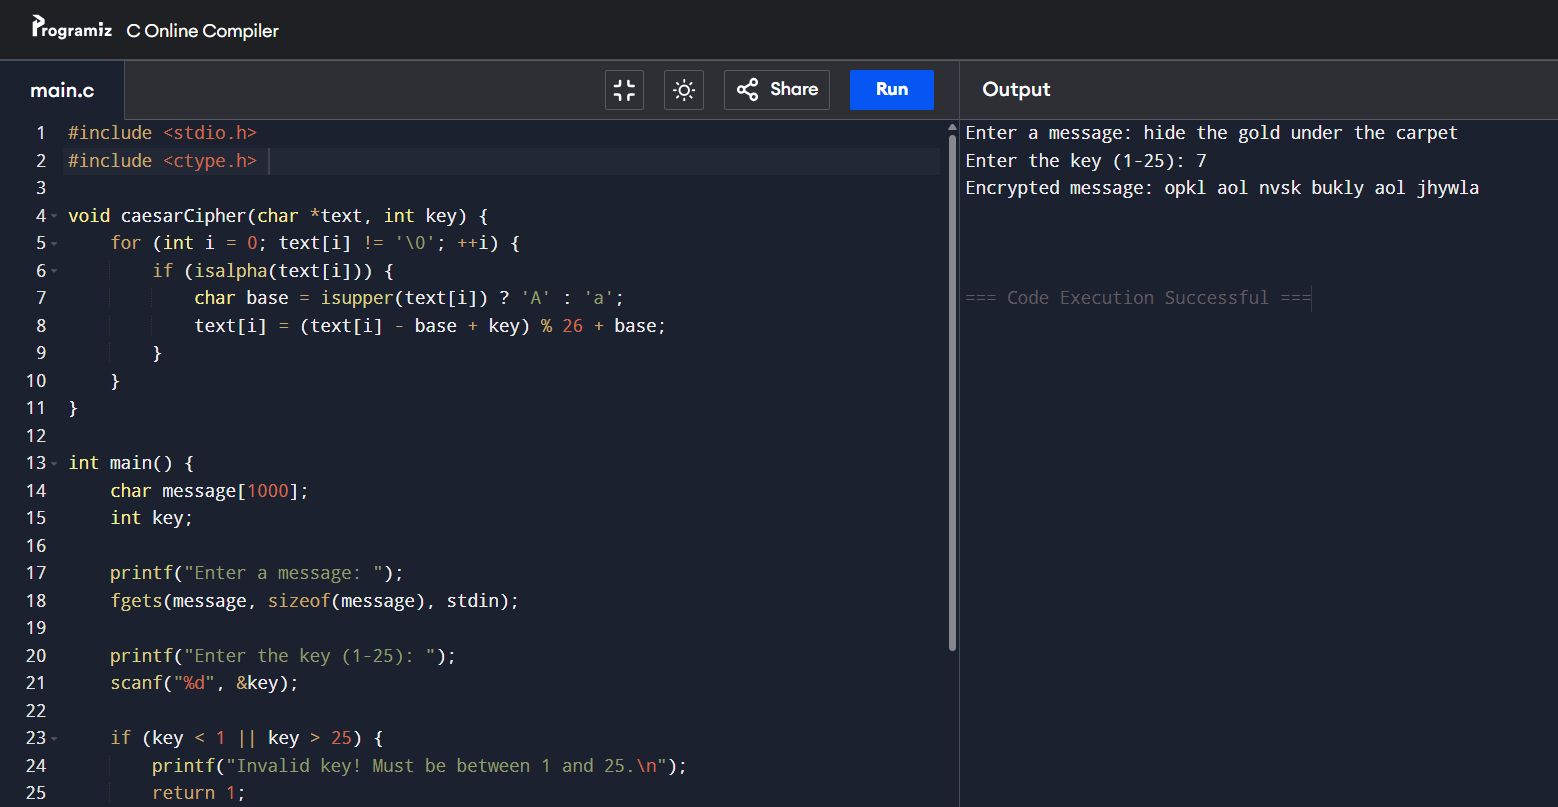 Programiz C Online Compiler
main.c
Share
Run
Output
1 #include <stdio.h>
2 #include <ctype.h>
3
4 void caesarCipher(char *text, int key) {
5     for (int i = 0; text[i] != '\0'; ++i) {
6         if (isalpha(text[i])) {
7             char base = isupper(text[i]) ? 'A' : 'a';
8             text[i] = (text[i] - base + key) % 26 + base;
9         }
10     }
11 }
12
13 int main() {
14     char message[1000];
15     int key;
16
17     printf("Enter a message: ");
18     fgets(message, sizeof(message), stdin);
19
20     printf("Enter the key (1-25): ");
21     scanf("%d", &key);
22
23     if (key < 1 || key > 25) {
24         printf("Invalid key! Must be between 1 and 25.\n");
25         return 1;
Enter a message: hide the gold under the carpet
Enter the key (1-25): 7
Encrypted message: opkl aol nvsk bukly aol jhywla
=== Code Execution Successful ===